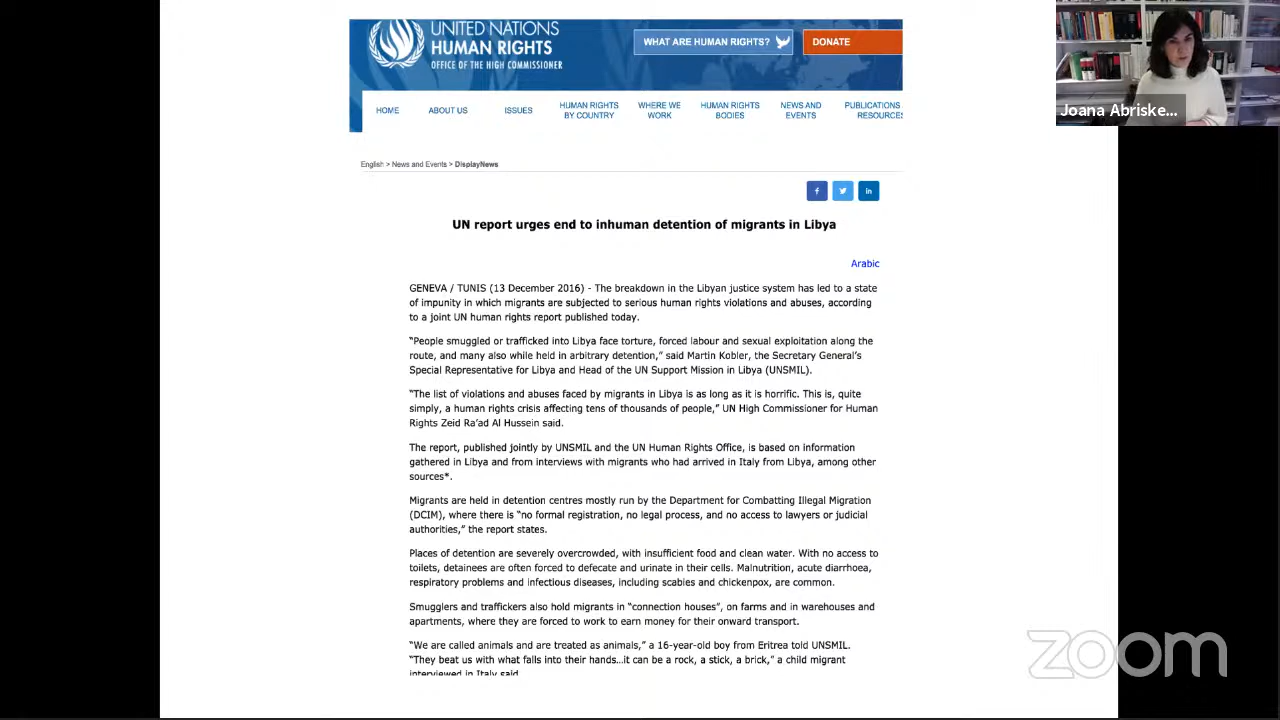 UNITED NATIONS
HUMAN RIGHTS
OFFICE OF THE HIGH COMMISSIONER
WHAT ARE HUMAN RIGHTS?
DONATE
HOME
ABOUT US
ISSUES
HUMAN RIGHTS
BY COUNTRY
WHERE WE
WORK
HUMAN RIGHTS
BODIES
NEWS AND
EVENTS
PUBLICATIONS
RESOURCES
Joana Abriske...
English > News and Events > DisplayNews
f
in
UN report urges end to inhuman detention of migrants in Libya
Arabic
GENEVA / TUNIS (13 December 2016) - The breakdown in the Libyan justice system has led to a state
of impunity in which migrants are subjected to serious human rights violations and abuses, according
to a joint UN human rights report published today.
“People smuggled or trafficked into Libya face torture, forced labour and sexual exploitation along the
route, and many also while held in arbitrary detention,” said Martin Kobler, the Secretary General’s
Special Representative for Libya and Head of the UN Support Mission in Libya (UNSMIL).
“The list of violations and abuses faced by migrants in Libya is as long as it is horrific. This is, quite
simply, a human rights crisis affecting tens of thousands of people,” UN High Commissioner for Human
Rights Zeid Ra’ad Al Hussein said.
The report, published jointly by UNSMIL and the UN Human Rights Office, is based on information
gathered in Libya and from interviews with migrants who had arrived in Italy from Libya, among other
sources*.
Migrants are held in detention centres mostly run by the Department for Combatting Illegal Migration
(DCIM), where there is “no formal registration, no legal process, and no access to lawyers or judicial
authorities,” the report states.
Places of detention are severely overcrowded, with insufficient food and clean water. With no access to
toilets, detainees are often forced to defecate and urinate in their cells. Malnutrition, acute diarrhoea,
respiratory problems and infectious diseases, including scabies and chickenpox, are common.
Smugglers and traffickers also hold migrants in “connection houses”, on farms and in warehouses and
apartments, where they are forced to work to earn money for their onward transport.
“We are called animals and are treated as animals,” a 16-year-old boy from Eritrea told UNSMIL.
“They beat us with what falls into their hands…it can be a rock, a stick, a brick,” a child migrant
interviewed in Italy said
zoom